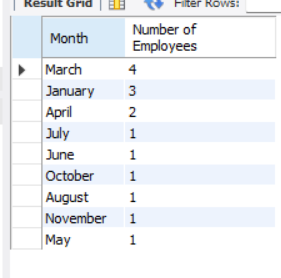 Result Grid Filter Rows:
Month Number of
Employees
March 4
January 3
April 2
July 1
June 1
October 1
August 1
November 1
May 1